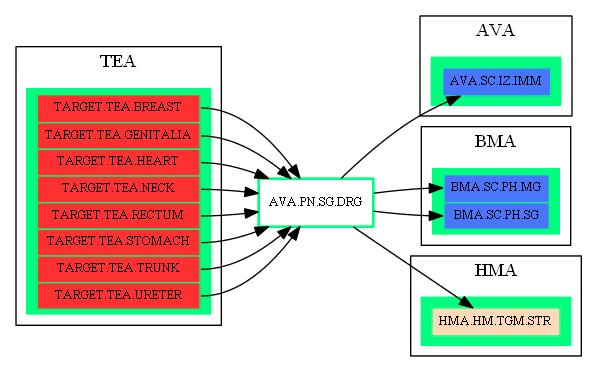 TEA
TARGET.TEA.BREAST
TARGET.TEA.GENITALIA
TARGET.TEA.HEART
TARGET.TEA.NECK
TARGET.TEA.RECTUM
TARGET.TEA.STOMACH
TARGET.TEA.TRUNK
TARGET.TEA.URETER
AVA.PN.SG.DRG
AVA
AVA.SC.IZ.IMM
BMA
BMA.SC.PH.MG
BMA.SC.PH.SG
HMA
HMA.HM.TGM.STR